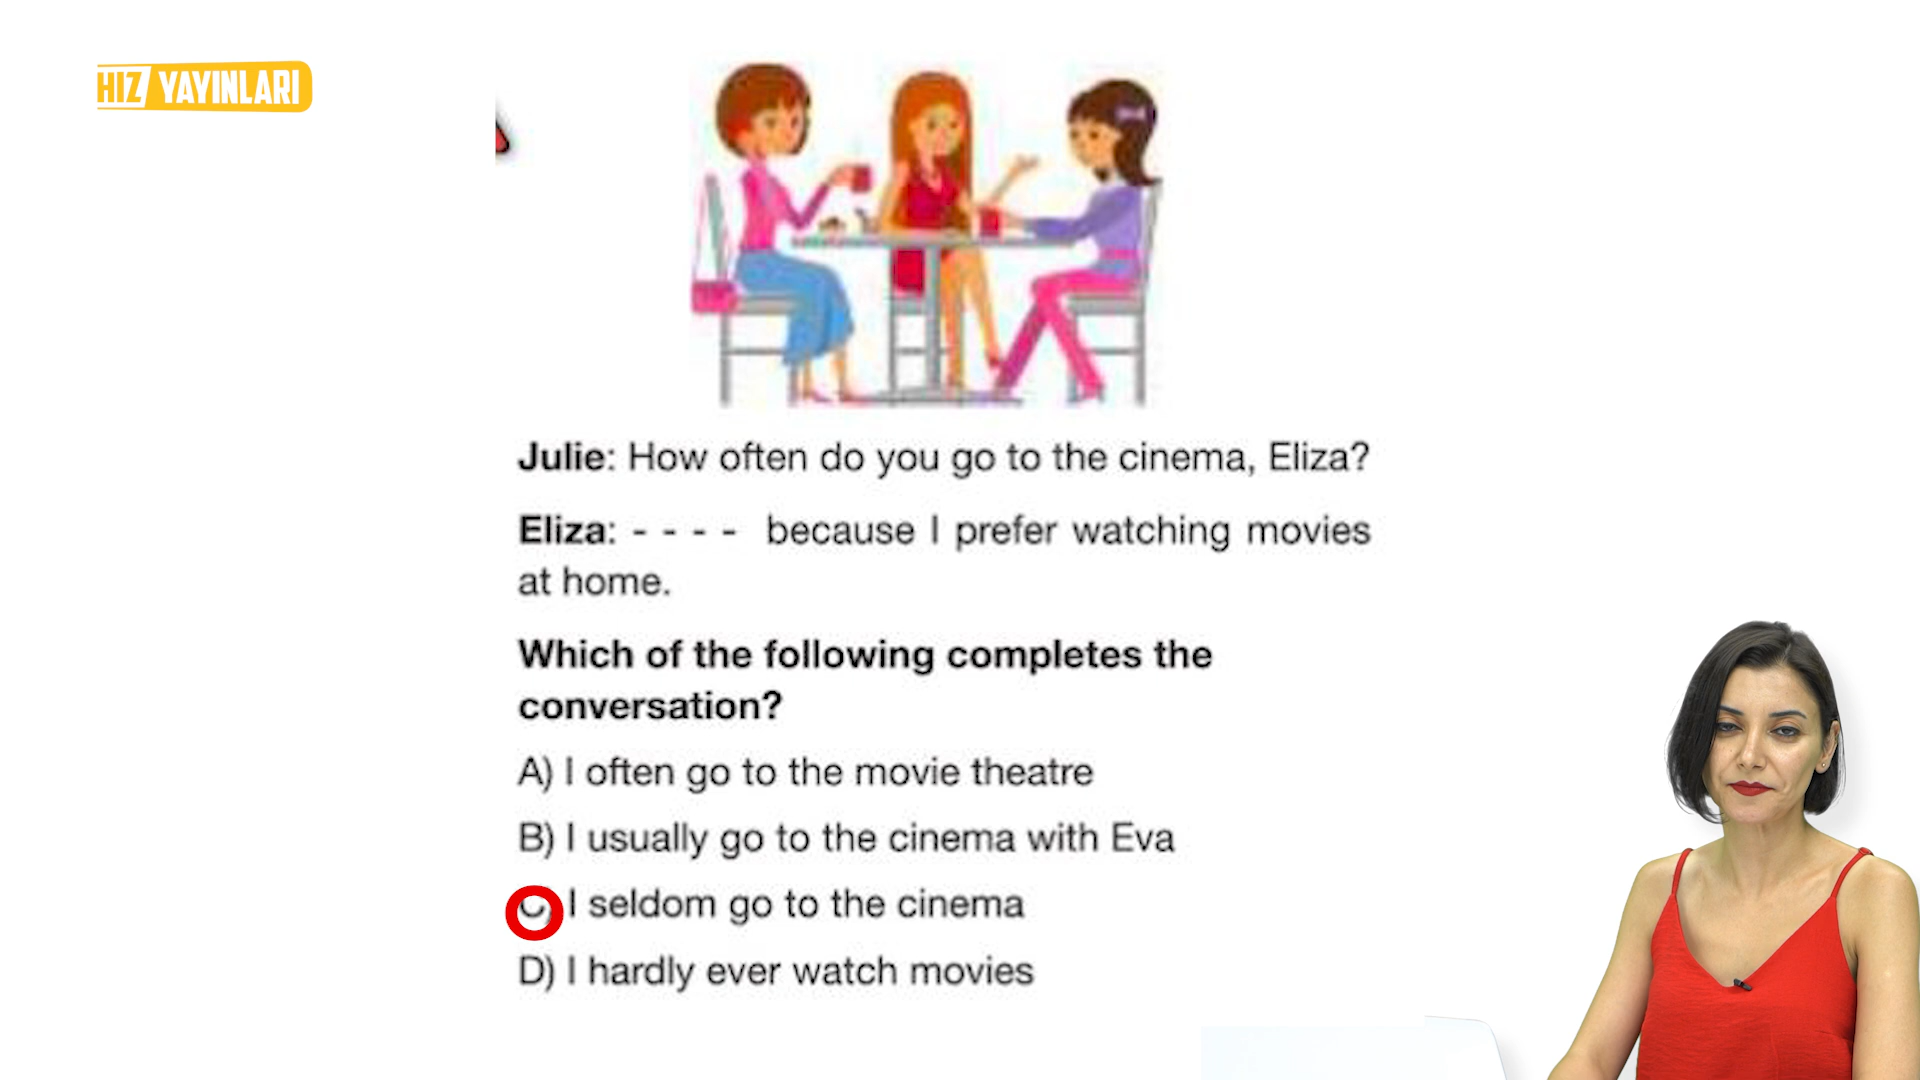 HIZ YAYINLARI
Julie: How often do you go to the cinema, Eliza?
Eliza: - - - - because I prefer watching movies
at home.
Which of the following completes the
conversation?
A) I often go to the movie theatre
B) I usually go to the cinema with Eva
C) I seldom go to the cinema
D) I hardly ever watch movies